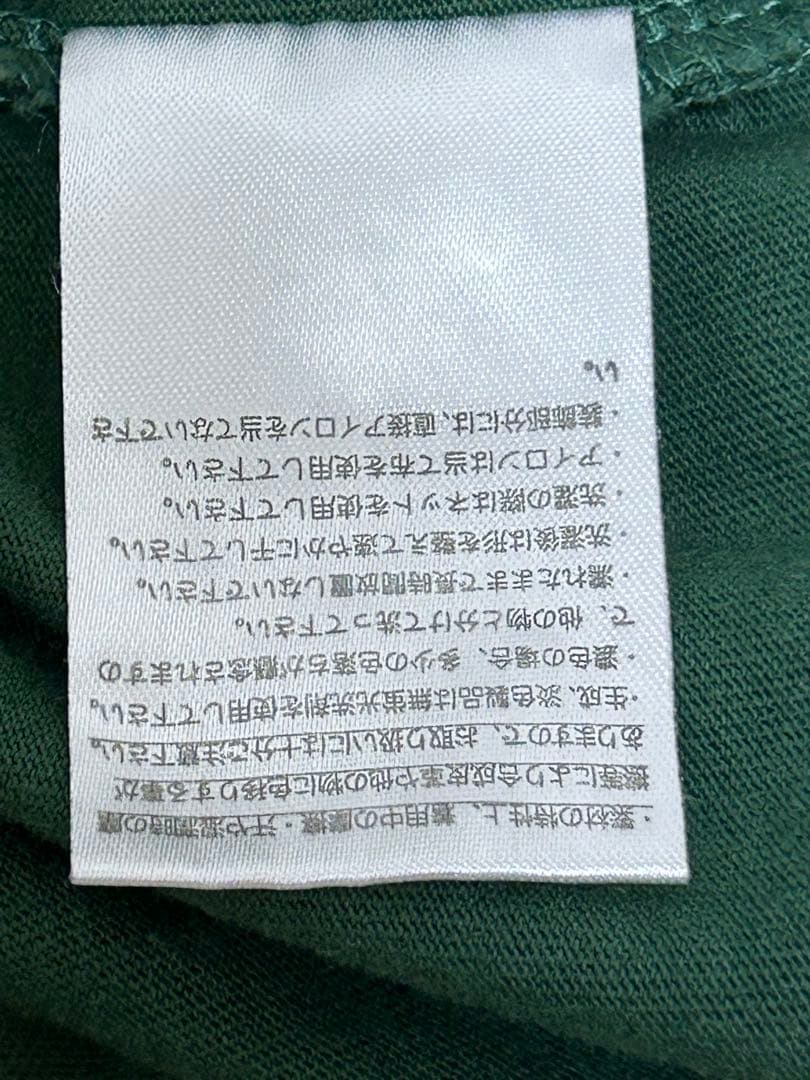 ・素材の特性上、着用中の摩擦・汗や湿潤時の摩
擦等により合成皮革や他の物に色移りする事が
ありますので、お取り扱いには十分ご注意下さい。
・生成、淡色製品は無蛍光洗剤を使用して下さい。
・濃色の場合、多少の色落ちが懸念されますの
で、他の物と分けて洗って下さい。
・濡れたままで長時間放置しないで下さい。
・洗濯後は形を整えて速やかに干して下さい。
・洗濯の際はネットを使用して下さい。
・アイロンは当て布を使用して下さい。
・装飾部分には、直接アイロンを当てないで下さ
い。